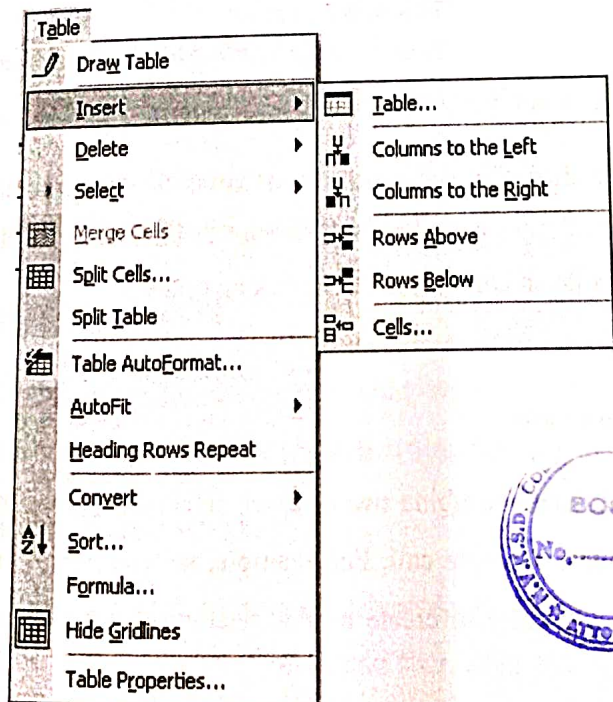 Table
Draw Table
Insert
Delete
Select
Merge Cells
Split Cells...
Split Table
Table AutoFormat...
AutoFit
Heading Rows Repeat
Convert
Sort...
Formula...
Hide Gridlines
Table Properties...
Table...
Columns to the Left
Columns to the Right
Rows Above
Rows Below
Cells...
No.